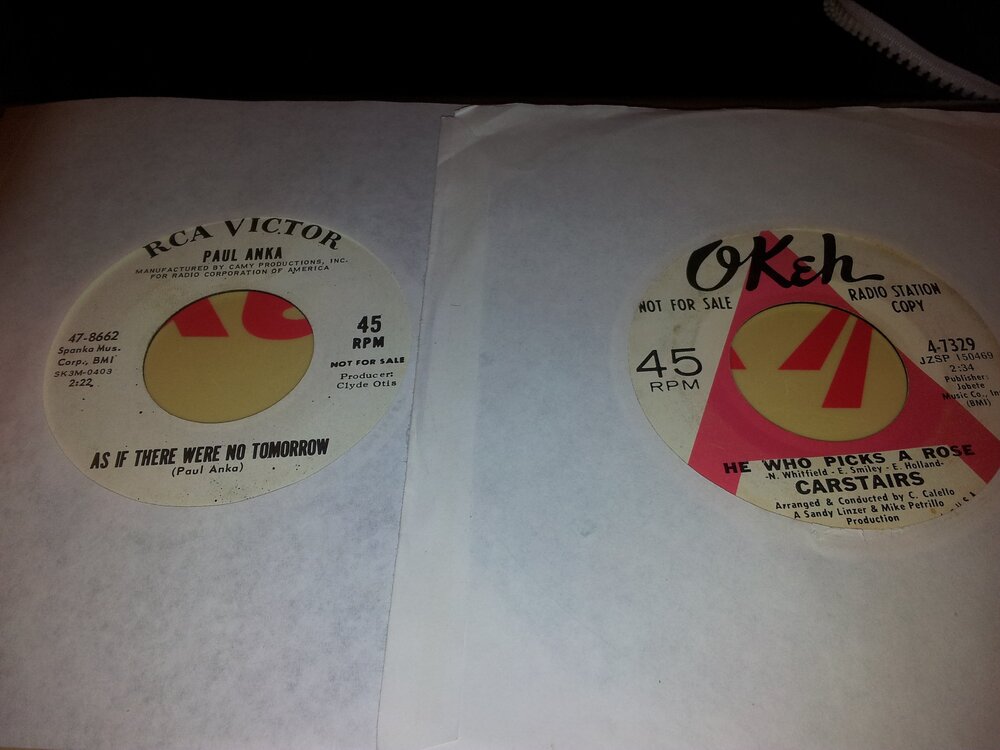 RCA VICTOR
PAUL ANKA
MANUFACTURED BY CAMY PRODUCTIONS, INC.
FOR RADIO CORPORATION OF AMERICA
47-8662
Spanka Mus.
Corp., BMI
SK3M-0403
2:22
45
RPM
NOT FOR SALE
Producer:
Clyde Otis
AS IF THERE WERE NO TOMORROW
(Paul Anka)
OKeh
NOT FOR SALE
RADIO STATION
COPY
45
RPM
4-7329
JZSP 150469
2:34
Publisher:
Jobete
Music Co., In
(BMI)
HE WHO PICKS A ROSE
-N. Whitfield - E. Smiley - E. Holland-
CARSTAIRS
Arranged & Conducted by C. Calello
A Sandy Linzer & Mike Petrillo
Production